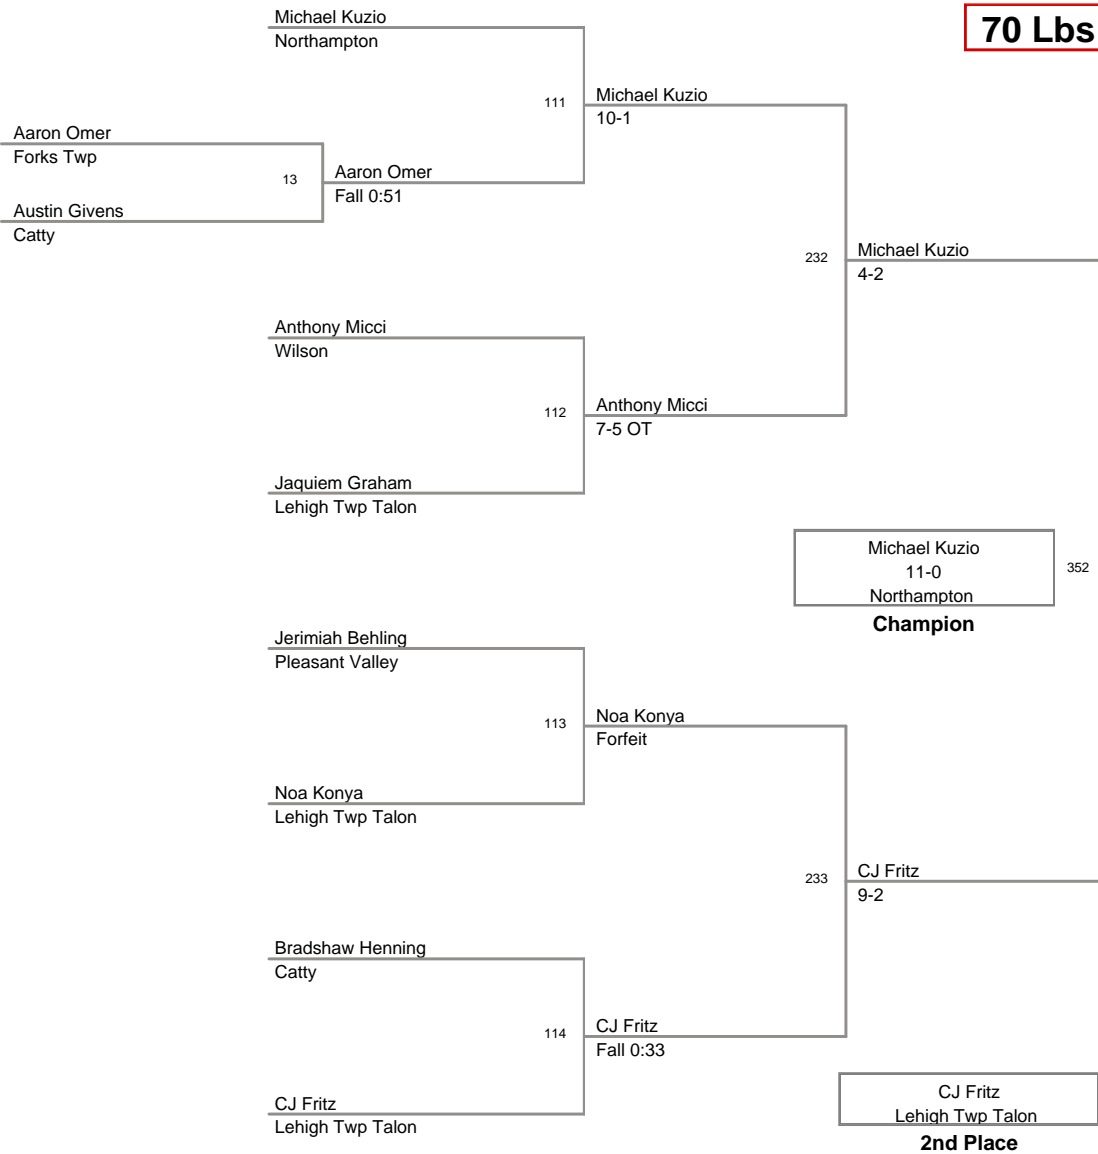 Michael Kuzio
Northampton
70 Lbs
111
Michael Kuzio
10-1
Aaron Omer
Forks Twp
13
Aaron Omer
Fall 0:51
Austin Givens
Catty
232
Michael Kuzio
4-2
Anthony Micci
Wilson
112
Anthony Micci
7-5 OT
Jaquiem Graham
Lehigh Twp Talon
Michael Kuzio
11-0
Northampton
352
Champion
Jerimiah Behling
Pleasant Valley
113
Noa Konya
Forfeit
Noa Konya
Lehigh Twp Talon
233
CJ Fritz
9-2
Bradshaw Henning
Catty
114
CJ Fritz
Fall 0:33
CJ Fritz
Lehigh Twp Talon
CJ Fritz
Lehigh Twp Talon
2nd Place